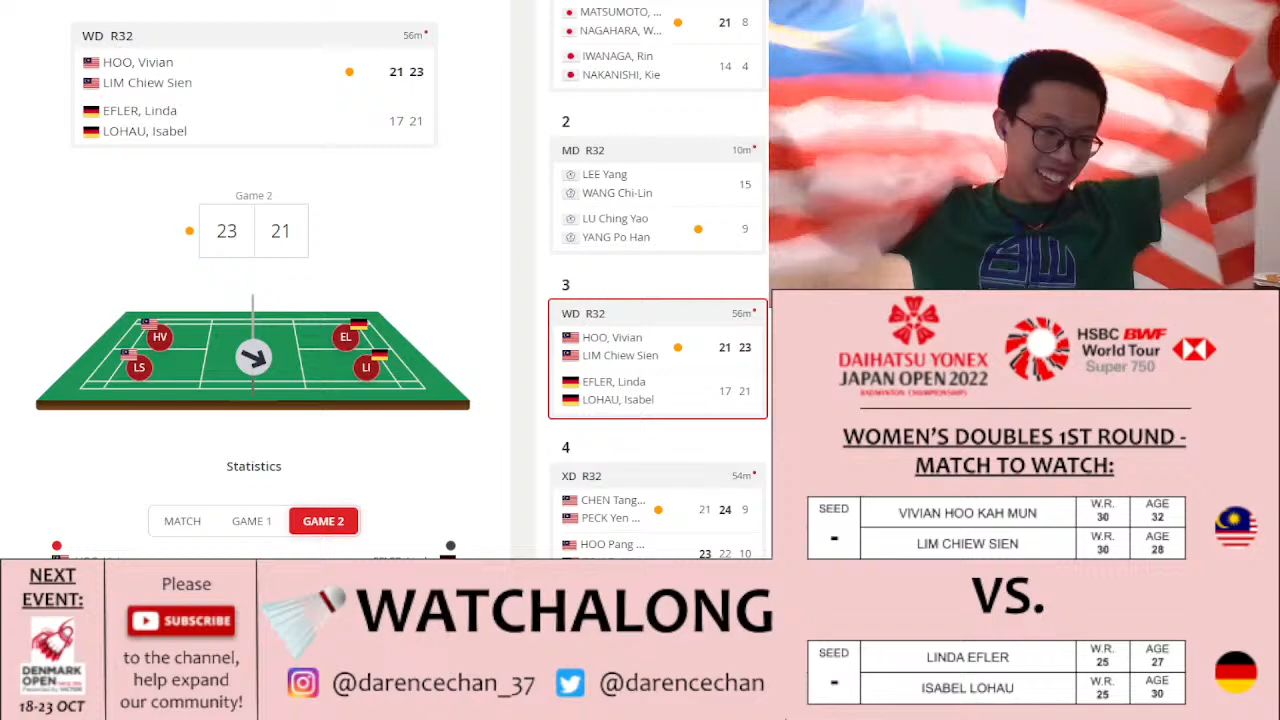 WD R32 56m
HOO, Vivian
LIM Chiew Sien
21 23
EFLER, Linda
LOHAU, Isabel
17 21
Game 2
23 21
HV
LS
EL
LI
Statistics
MATCH GAME 1 GAME 2
MATSUMOTO, ...
NAGAHARA, W...
21 8
IWANAGA, Rin
NAKANISHI, Kie
14 4
2
MD R32 10m
LEE Yang
WANG Chi-Lin
15
LU Ching Yao
YANG Po Han
9
3
WD R32 56m
HOO, Vivian
LIM Chiew Sien
21 23
EFLER, Linda
LOHAU, Isabel
17 21
4
XD R32 54m
CHEN Tang...
PECK Yen ...
21 24 9
HOO Pang ...
23 22 10
DAIHATSU YONEX
JAPAN OPEN 2022
BADMINTON CHAMPIONSHIPS
HSBC BWF
World Tour
Super 750
WOMEN'S DOUBLES 1ST ROUND -
MATCH TO WATCH:
SEED
-
VIVIAN HOO KAH MUN
W.R.
30
AGE
32
LIM CHIEW SIEN
W.R.
30
AGE
28
VS.
SEED
-
LINDA EFLER
W.R.
25
AGE
27
ISABEL LOHAU
W.R.
25
AGE
30
NEXT
EVENT:
DENMARK
OPEN
18-23 OCT
Please
SUBSCRIBE
to the channel,
help expand
our community!
WATCHALONG
@darencechan_37
@darencechan